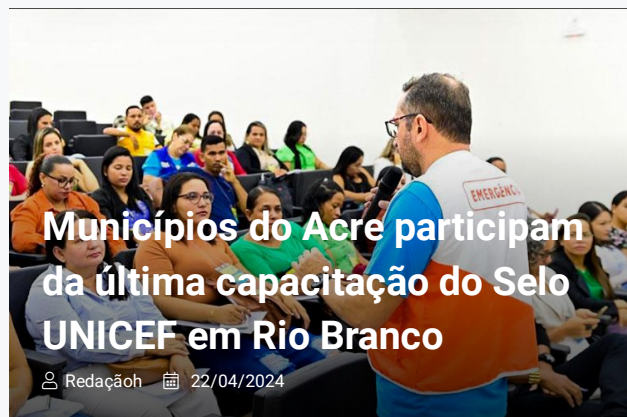 EMERGÊNCI
Municípios do Acre participam
da última capacitação do Selo
UNICEF em Rio Branco
Redaçãoh 22/04/2024